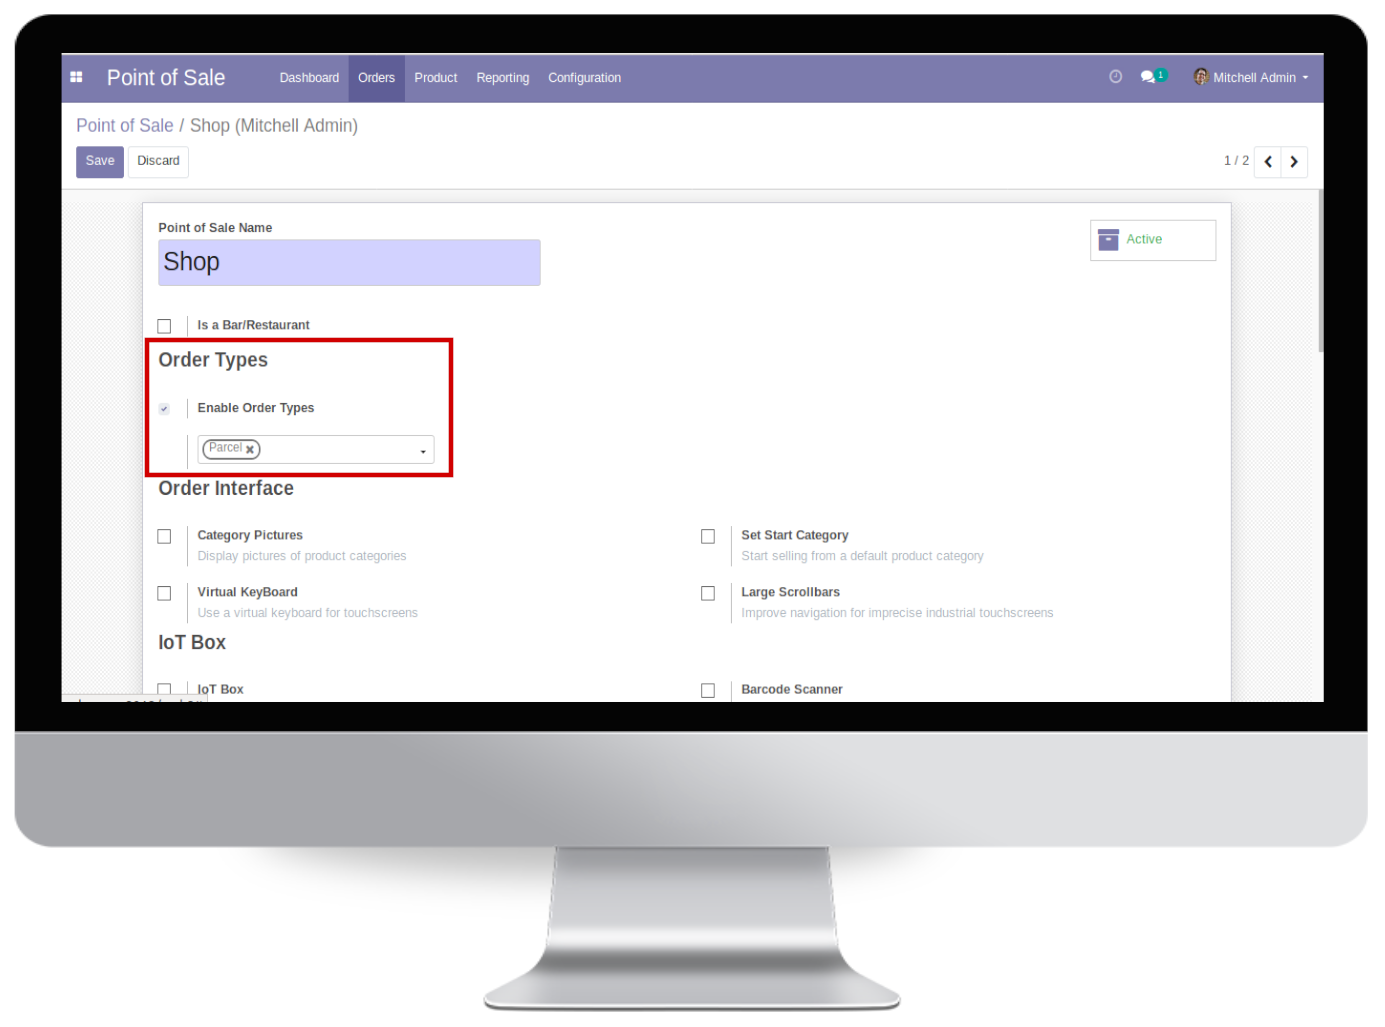 Point of Sale Dashboard Orders Product Reporting Configuration 1 Mitchell Admin
Point of Sale / Shop (Mitchell Admin)
Save Discard 1 / 2
Point of Sale Name
Active
Shop
Is a Bar/Restaurant
Order Types
Enable Order Types
Parcel
Order Interface
Category Pictures Set Start Category
Display pictures of product categories Start selling from a default product category
Virtual KeyBoard Large Scrollbars
Use a virtual keyboard for touchscreens Improve navigation for imprecise industrial touchscreens
IoT Box
IoT Box Barcode Scanner